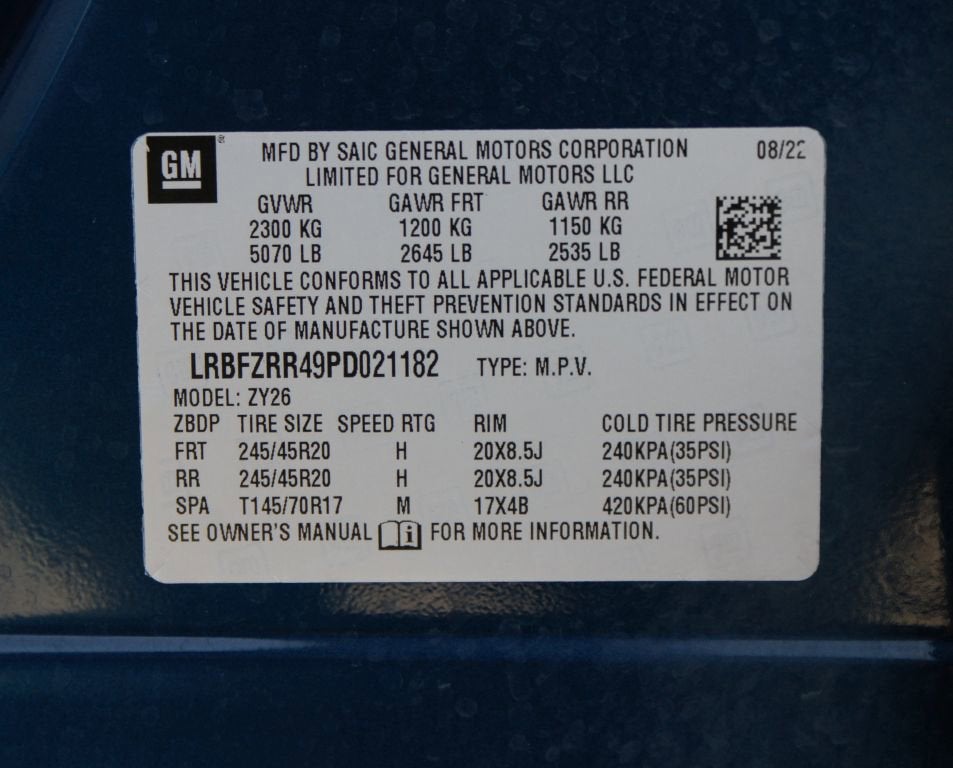 GM
MFD BY SAIC GENERAL MOTORS CORPORATION 08/22
LIMITED FOR GENERAL MOTORS LLC
GVWR GAWR FRT GAWR RR
2300 KG 1200 KG 1150 KG
5070 LB 2645 LB 2535 LB
THIS VEHICLE CONFORMS TO ALL APPLICABLE U.S. FEDERAL MOTOR
VEHICLE SAFETY AND THEFT PREVENTION STANDARDS IN EFFECT ON
THE DATE OF MANUFACTURE SHOWN ABOVE.
LRBFZRR49PD021182 TYPE: M.P.V.
MODEL: ZY26
ZBDP TIRE SIZE SPEED RTG RIM COLD TIRE PRESSURE
FRT 245/45R20 H 20X8.5J 240KPA(35PSI)
RR 245/45R20 H 20X8.5J 240KPA(35PSI)
SPA T145/70R17 M 17X4B 420KPA(60PSI)
SEE OWNER'S MANUAL i FOR MORE INFORMATION.